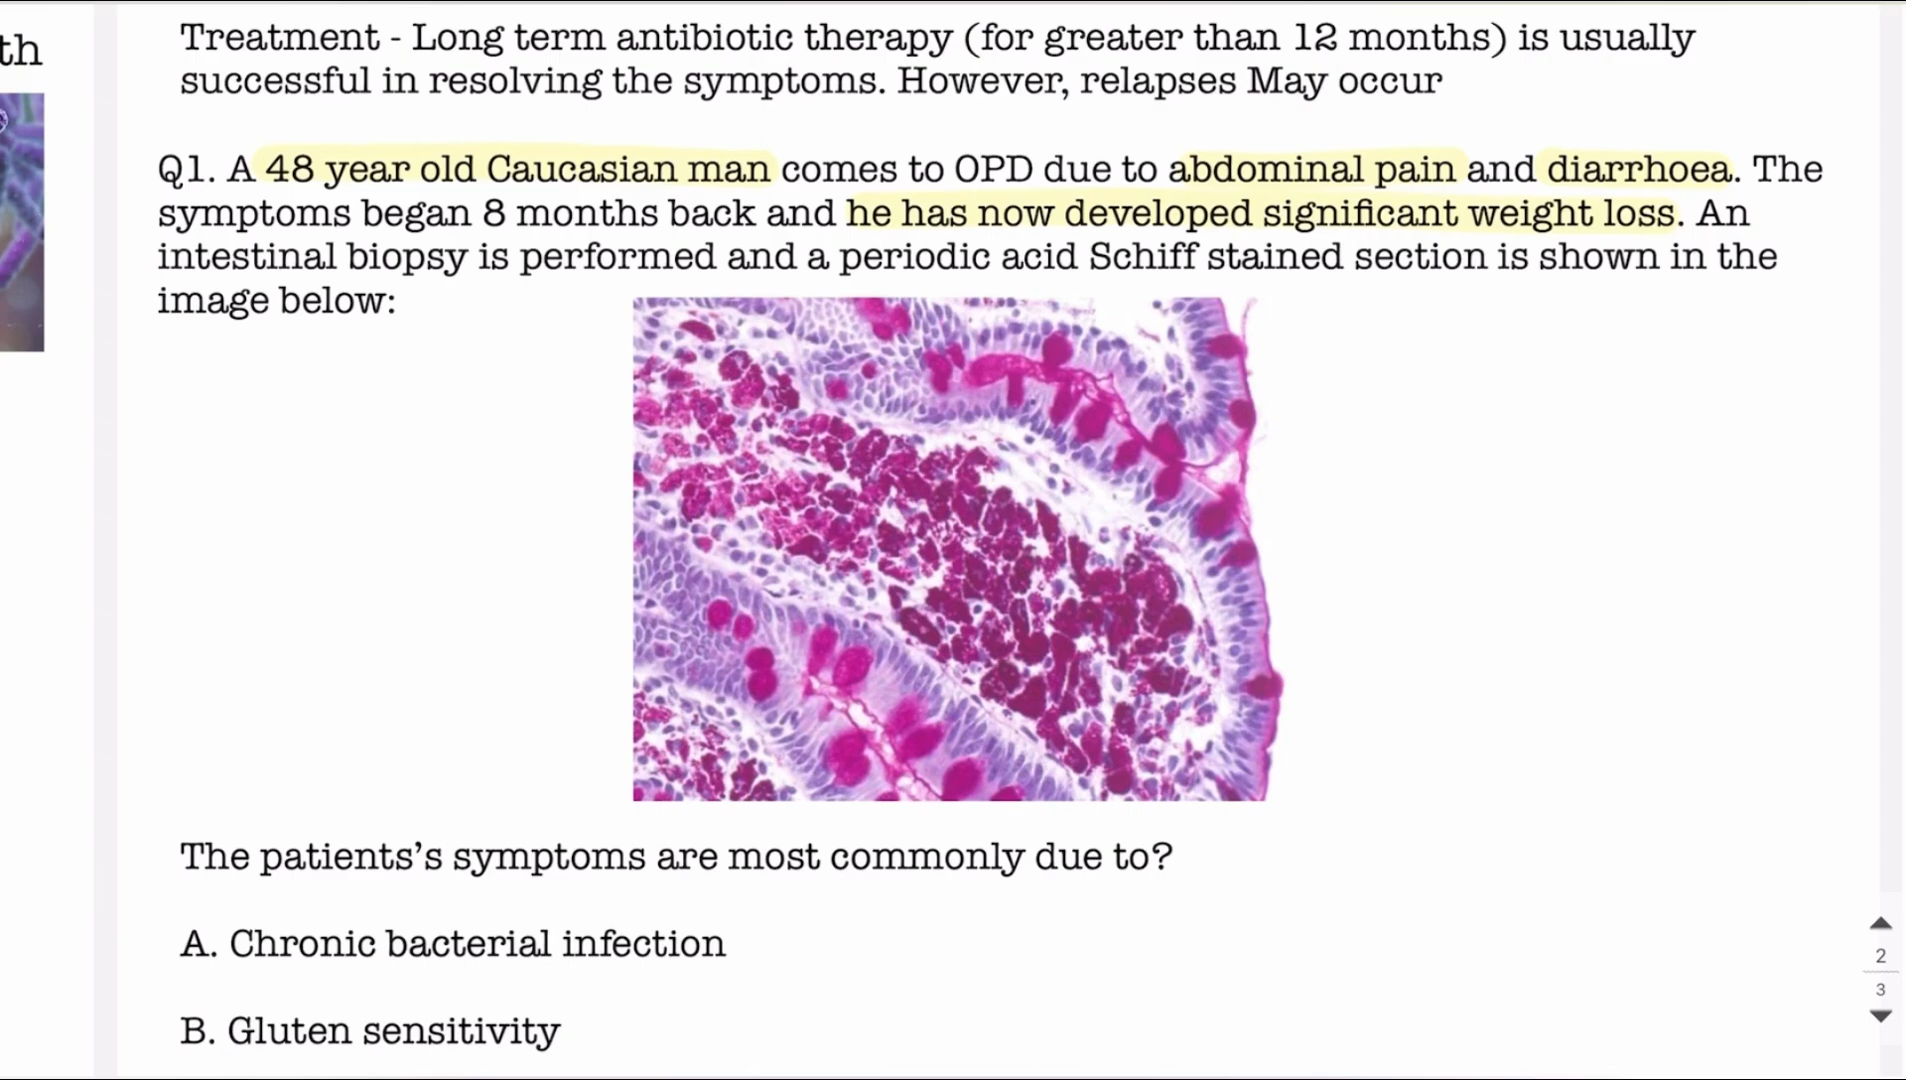 th
Treatment - Long term antibiotic therapy (for greater than 12 months) is usually
successful in resolving the symptoms. However, relapses May occur
Q1. A 48 year old Caucasian man comes to OPD due to abdominal pain and diarrhoea. The
symptoms began 8 months back and he has now developed significant weight loss. An
intestinal biopsy is performed and a periodic acid Schiff stained section is shown in the
image below:
The patients’s symptoms are most commonly due to?
A. Chronic bacterial infection
B. Gluten sensitivity
2
3